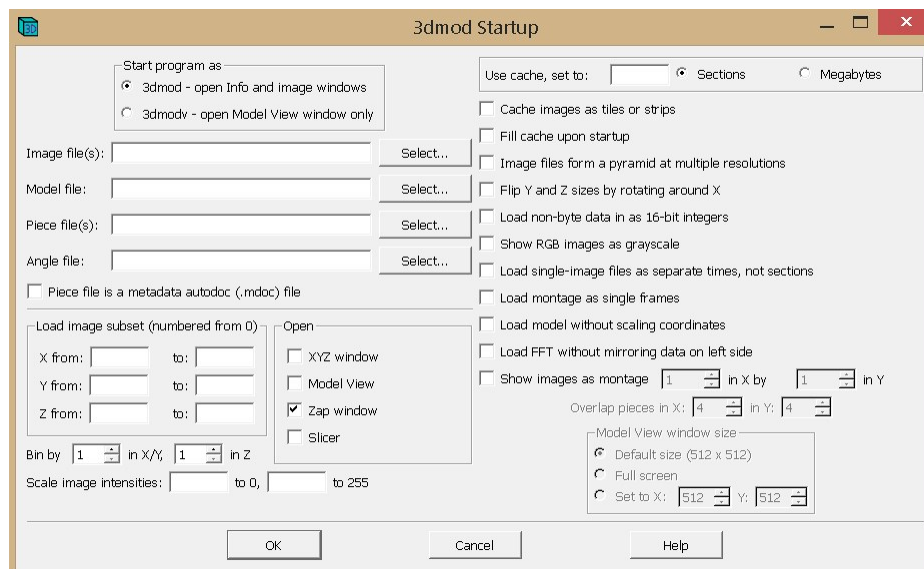 3dmod Startup
Start program as
3dmod - open Info and image windows
3dmodv - open Model View window only
Image file(s):
Select...
Model file:
Select...
Piece file(s):
Select...
Angle file:
Select...
Piece file is a metadata autodoc (.mdoc) file
Load image subset (numbered from 0)
X from: to:
Y from: to:
Z from: to:
Open
XYZ window
Model View
Zap window
Slicer
Bin by 1 in X/Y, 1 in Z
Scale image intensities: to 0, to 255
Use cache, set to: Sections Megabytes
Cache images as tiles or strips
Fill cache upon startup
Image files form a pyramid at multiple resolutions
Flip Y and Z sizes by rotating around X
Load non-byte data in as 16-bit integers
Show RGB images as grayscale
Load single-image files as separate times, not sections
Load montage as single frames
Load model without scaling coordinates
Load FFT without mirroring data on left side
Show images as montage 1 in X by 1 in Y
Overlap pieces in X: 4 in Y: 4
Model View window size
Default size (512 x 512)
Full screen
Set to X: 512 Y: 512
OK
Cancel
Help